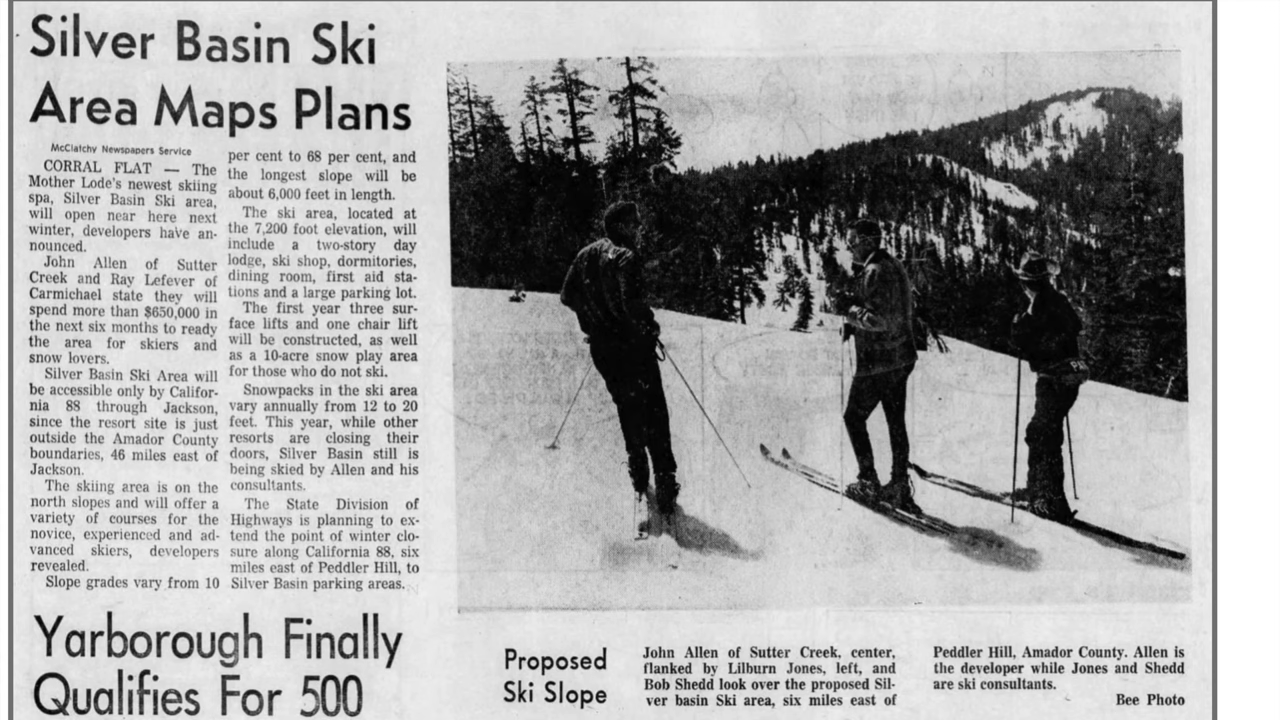 Silver Basin Ski
Area Maps Plans
McClatchy Newspapers Service
CORRAL FLAT — The
Mother Lode's newest skiing
spa, Silver Basin Ski area,
will open near here next
winter, developers have an-
nounced.
John Allen of Sutter
Creek and Ray Lefever of
Carmichael state they will
spend more than $650,000 in
the next six months to ready
the area for skiers and
snow lovers.
Silver Basin Ski Area will
be accessible only by Califor-
nia 88 through Jackson,
since the resort site is just
outside the Amador County
boundaries, 46 miles east of
Jackson.
The skiing area is on the
north slopes and will offer a
variety of courses for the
novice, experienced and ad-
vanced skiers, developers
revealed.
Slope grades vary from 10
per cent to 68 per cent, and
the longest slope will be
about 6,000 feet in length.
The ski area, located at
the 7,200 foot elevation, will
include a two-story day
lodge, ski shop, dormitories,
dining room, first aid sta-
tions and a large parking lot.
The first year three sur-
face lifts and one chair lift
will be constructed, as well
as a 10-acre snow play area
for those who do not ski.
Snowpacks in the ski area
vary annually from 12 to 20
feet. This year, while other
resorts are closing their
doors, Silver Basin still is
being skied by Allen and his
consultants.
The State Division of
Highways is planning to ex-
tend the point of winter clo-
sure along California 88, six
miles east of Peddler Hill, to
Silver Basin parking areas.
Yarborough Finally
Qualifies For 500
Proposed
Ski Slope
John Allen of Sutter Creek, center,
flanked by Lilburn Jones, left, and
Bob Shedd look over the proposed Sil-
ver basin Ski area, six miles east of
Peddler Hill, Amador County. Allen is
the developer while Jones and Shedd
are ski consultants.
Bee Photo